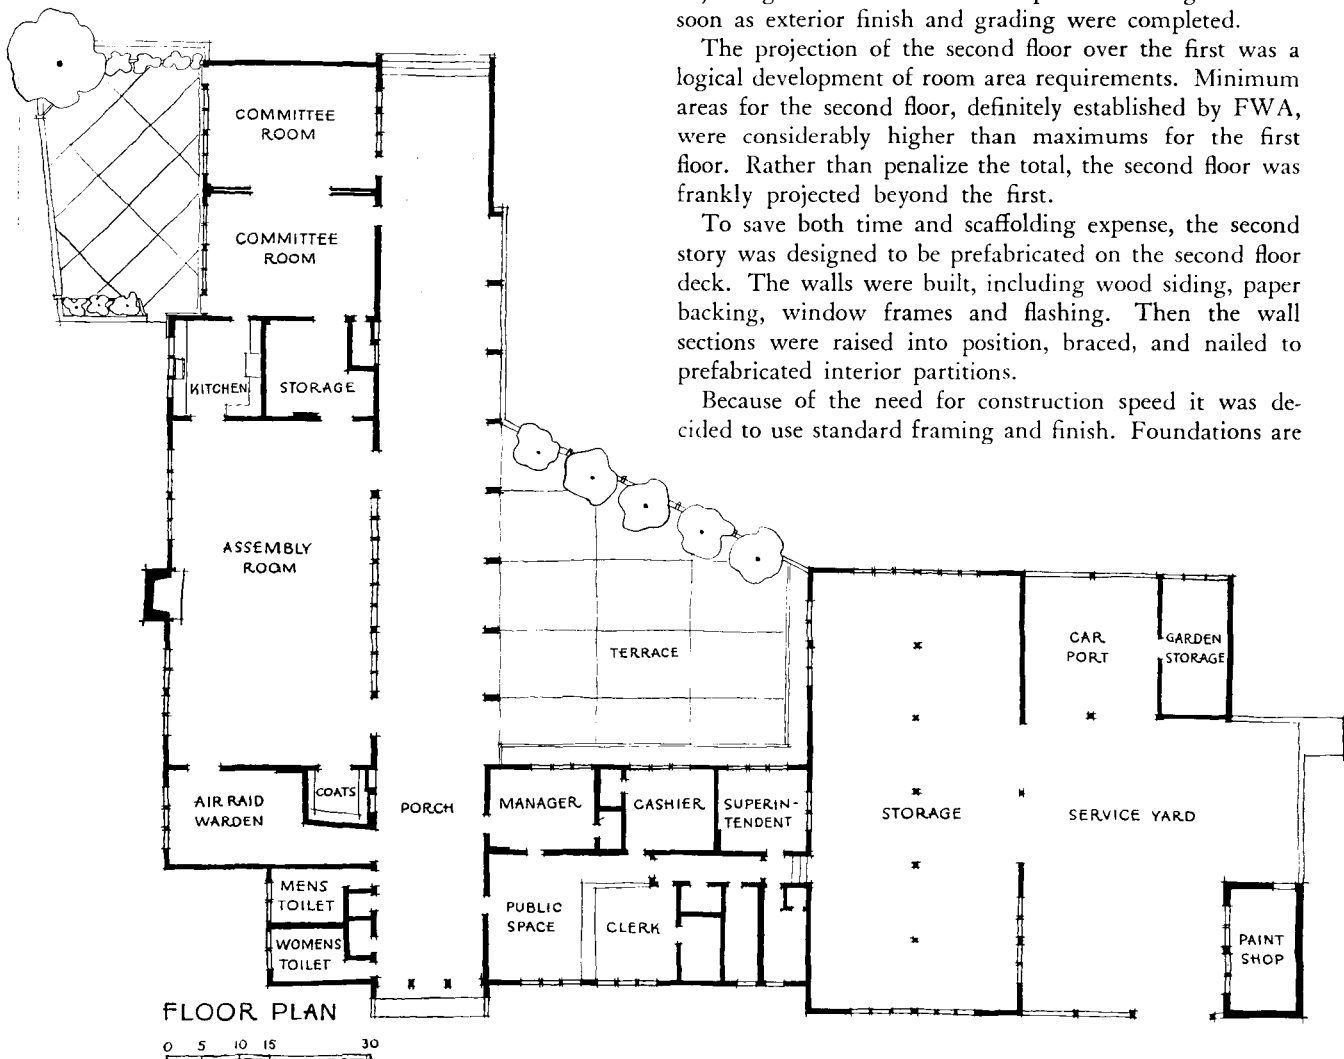 soon as exterior finish and grading were completed.
The projection of the second floor over the first was a
logical development of room area requirements. Minimum
areas for the second floor, definitely established by FWA,
were considerably higher than maximums for the first
floor. Rather than penalize the total, the second floor was
frankly projected beyond the first.
To save both time and scaffolding expense, the second
story was designed to be prefabricated on the second floor
deck. The walls were built, including wood siding, paper
backing, window frames and flashing. Then the wall
sections were raised into position, braced, and nailed to
prefabricated interior partitions.
Because of the need for construction speed it was de-
cided to use standard framing and finish. Foundations are
COMMITTEE
ROOM
COMMITTEE
ROOM
KITCHEN
STORAGE
ASSEMBLY
ROOM
TERRACE
CAR
PORT
GARDEN
STORAGE
AIR RAID
WARDEN
COATS
PORCH
MANAGER
CASHIER
SUPERIN-
TENDENT
STORAGE
SERVICE YARD
MENS
TOILET
WOMENS
TOILET
PUBLIC
SPACE
CLERK
PAINT
SHOP
FLOOR PLAN
0 5 10 15 30